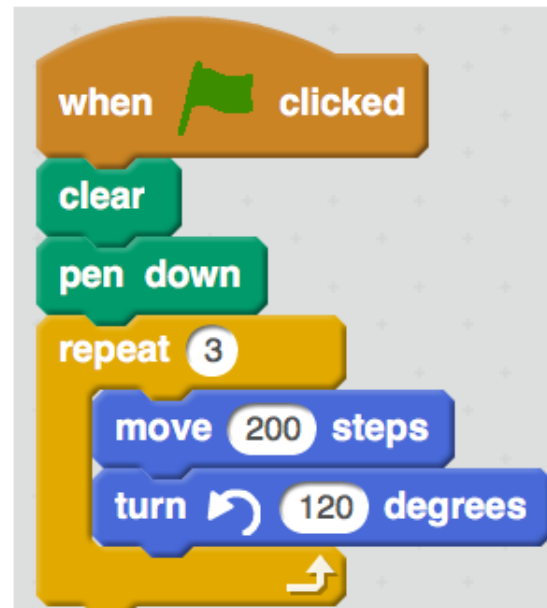 when clicked
clear
pen down
repeat 3
move 200 steps
turn 120 degrees